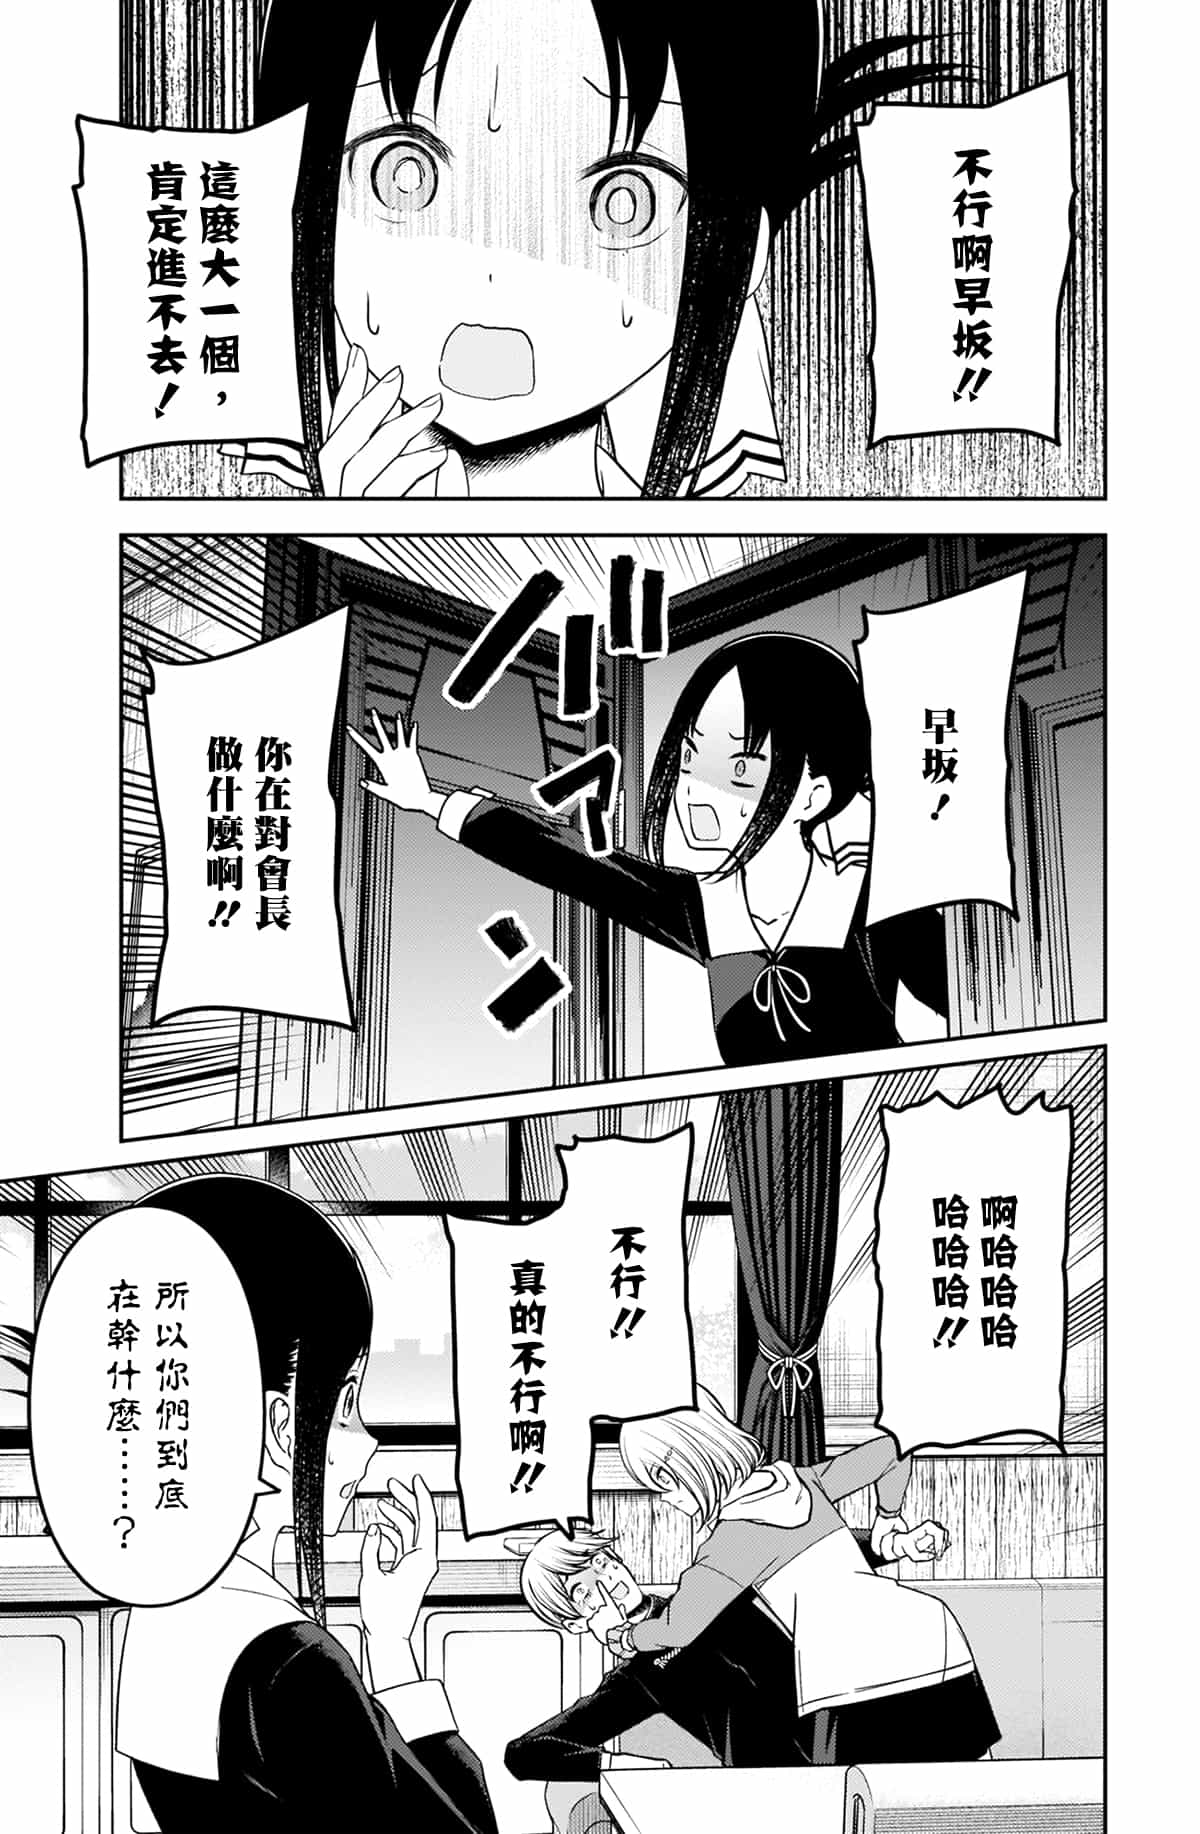 不行啊早坂!!
這麼大一個，
肯定進不去！
早坂！
バァン
你在對會長
做什麼啊!!
啊哈哈哈
哈哈哈哈!!
不行!!
真的不行啊!!
所以你們到底
在幹什麼……？